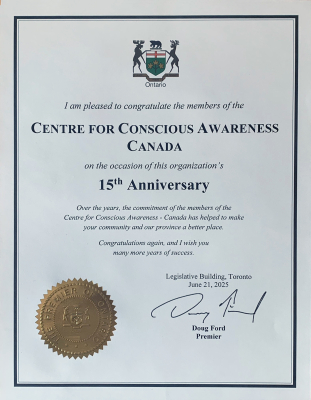 Ontario
I am pleased to congratulate the members of the
CENTRE FOR CONSCIOUS AWARENESS
CANADA
on the occasion of this organization's
15th Anniversary
Over the years, the commitment of the members of the
Centre for Conscious Awareness - Canada has helped to make
your community and our province a better place.
Congratulations again, and I wish you
many more years of success.
Legislative Building, Toronto
June 21, 2025
Doug Ford
Premier